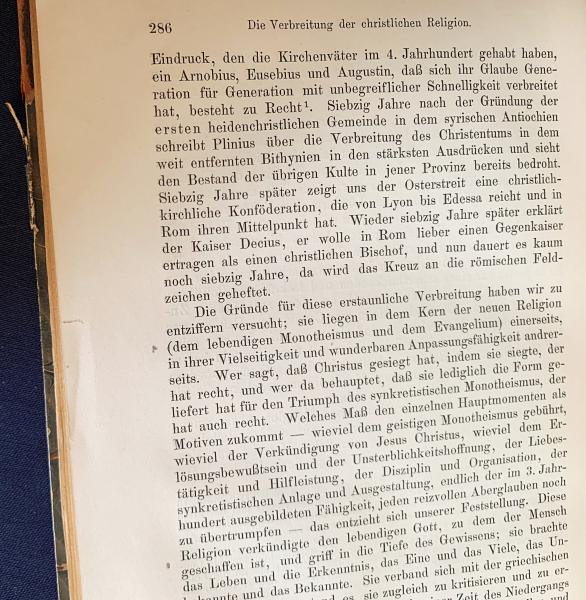 286 Die Verbreitung der christlichen Religion.
Eindruck, den die Kirchenväter im 4. Jahrhundert gehabt haben,
ein Arnobius, Eusebius und Augustin, daß sich ihr Glaube Gene-
ration für Generation mit unbegreiflicher Schnelligkeit verbreitet
hat, besteht zu Recht¹. Siebzig Jahre nach der Gründung der
ersten heidenchristlichen Gemeinde in dem syrischen Antiochien
schreibt Plinius über die Verbreitung des Christentums in dem
weit entfernten Bithynien in den stärksten Ausdrücken und sieht
den Bestand der übrigen Kulte in jener Provinz bereits bedroht.
Siebzig Jahre später zeigt uns der Osterstreit eine christlich-
kirchliche Konföderation, die von Lyon bis Edessa reicht und in
Rom ihren Mittelpunkt hat. Wieder siebzig Jahre später erklärt
der Kaiser Decius, er wolle in Rom lieber einen Gegenkaiser
ertragen als einen christlichen Bischof, und nun dauert es kaum
noch siebzig Jahre, da wird das Kreuz an die römischen Feld-
zeichen geheftet.
Die Gründe für diese erstaunliche Verbreitung haben wir zu
entziffern versucht; sie liegen in dem Kern der neuen Religion
(dem lebendigen Monotheismus und dem Evangelium) einerseits,
in ihrer Vielseitigkeit und wunderbaren Anpassungsfähigkeit andrer-
seits. Wer sagt, daß Christus gesiegt hat, indem sie siegte, der
hat recht, und wer da behauptet, daß sie lediglich die Form ge-
liefert hat für den Triumph des synkretistischen Monotheismus, der
hat auch recht. Welches Maß den einzelnen Hauptmomenten als
Motiven zukommt — wieviel dem geistigen Monotheismus gebührt,
wieviel der Verkündigung von Jesus Christus, wieviel dem Er-
lösungsbewußtsein und der Unsterblichkeitshoffnung, der Liebes-
tätigkeit und Hilfleistung, der Disziplin und Organisation, der
synkretistischen Anlage und Ausgestaltung, endlich der im 3. Jahr-
hundert ausgebildeten Fähigkeit, jeden reizvollen Aberglauben noch
zu übertrumpfen — das entzieht sich unserer Feststellung. Diese
Religion verkündigte den lebendigen Gott, zu dem der Mensch
geschaffen ist, und griff in die Tiefe des Gewissens; sie brachte
das Leben und die Erkenntnis, das Eine und das Viele, das Un-
bekannte und das Bekannte. Sie verband sich mit der griechischen
es sie zugleich zu kritisieren und zu er-
Zeit des Niedergangs